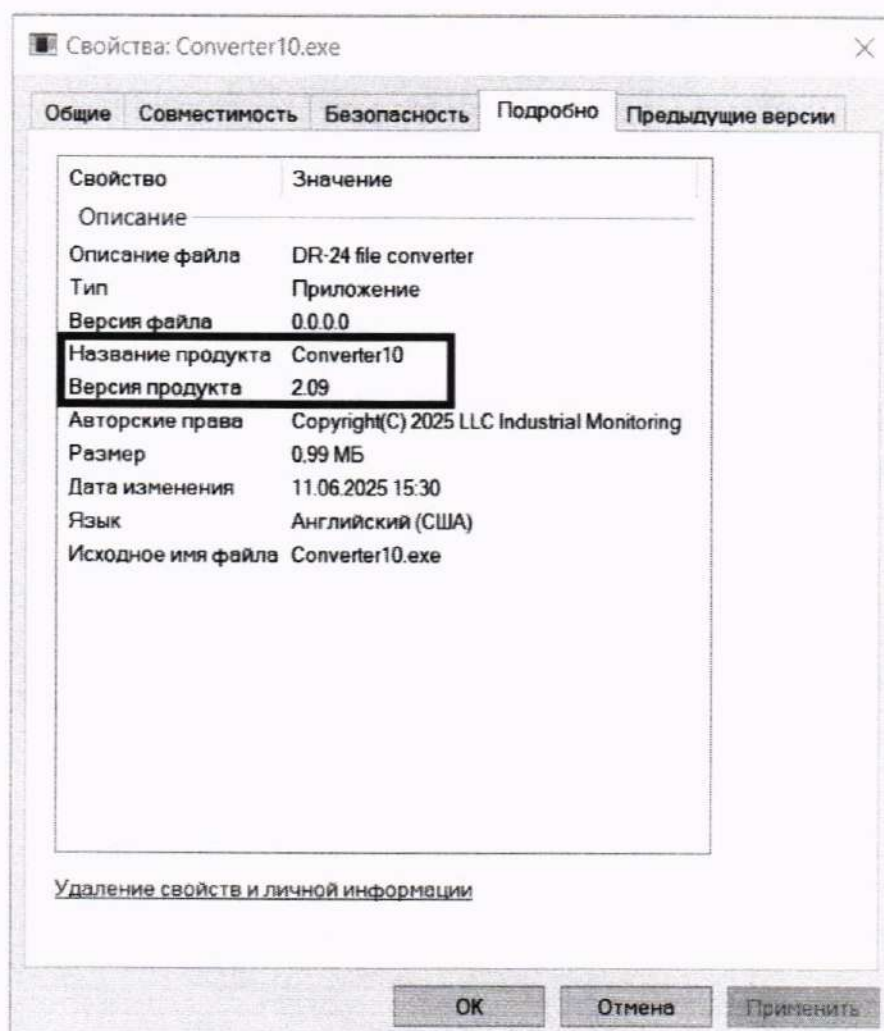 Свойства: Converter10.exe
Общие Совместимость Безопасность Подробно Предыдущие версии
Свойство Значение
Описание
Описание файла DR-24 file converter
Тип Приложение
Версия файла 0.0.0.0
Название продукта Converter10
Версия продукта 2.09
Авторские права Copyright(C) 2025 LLC Industrial Monitoring
Размер 0,99 МБ
Дата изменения 11.06.2025 15:30
Язык Английский (США)
Исходное имя файла Converter10.exe
Удаление свойств и личной информации
ОК Отмена Применить